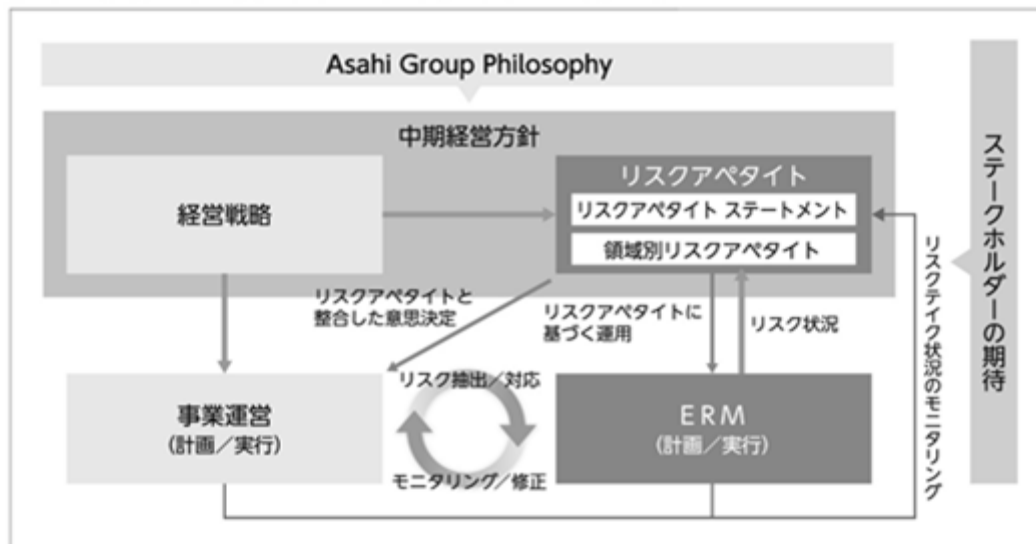 Asahi Group Philosophy
中期経営方針
経営戦略
リスクアペタイト
リスクアペタイト ステートメント
領域別リスクアペタイト
リスクアペタイトと
整合した意思決定
リスクアペタイトに
基づく運用
リスク状況
事業運営
(計画/実行)
リスク抽出/対応
モニタリング/修正
ERM
(計画/実行)
リスクテイク状況のモニタリング
ステークホルダーの期待